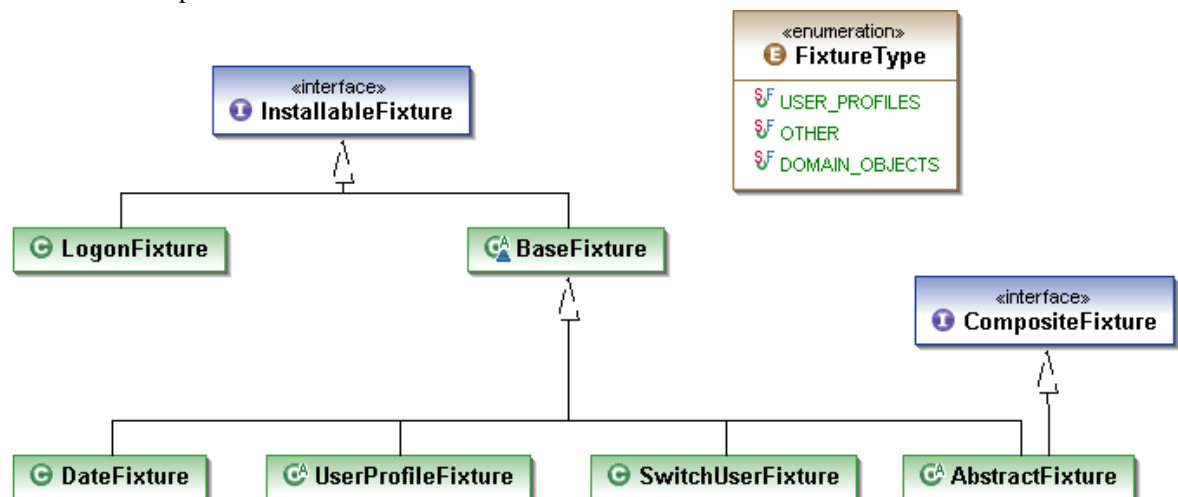 «enumeration»
FixtureType
USER_PROFILES
OTHER
DOMAIN_OBJECTS
«interface»
InstallableFixture
LogonFixture
BaseFixture
«interface»
CompositeFixture
DateFixture
UserProfileFixture
SwitchUserFixture
AbstractFixture